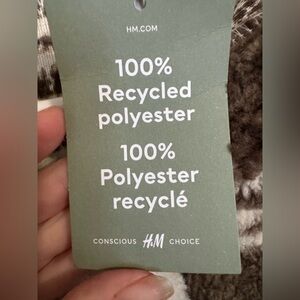 HM.COM
100%
Recycled
polyester
100%
Polyester
recyclé
CONSCIOUS H&M CHOICE